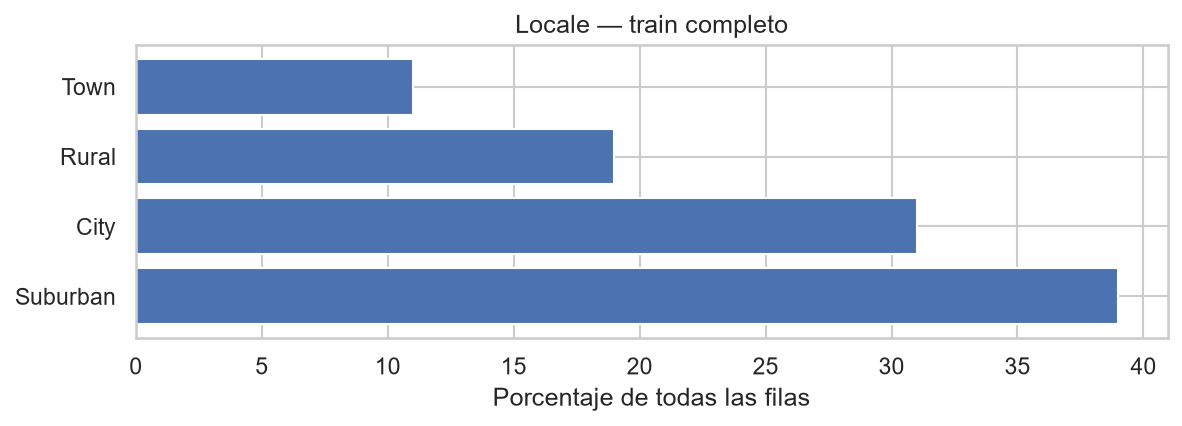 Locale — train completo
Town
Rural
City
Suburban
0 5 10 15 20 25 30 35 40
Porcentaje de todas las filas